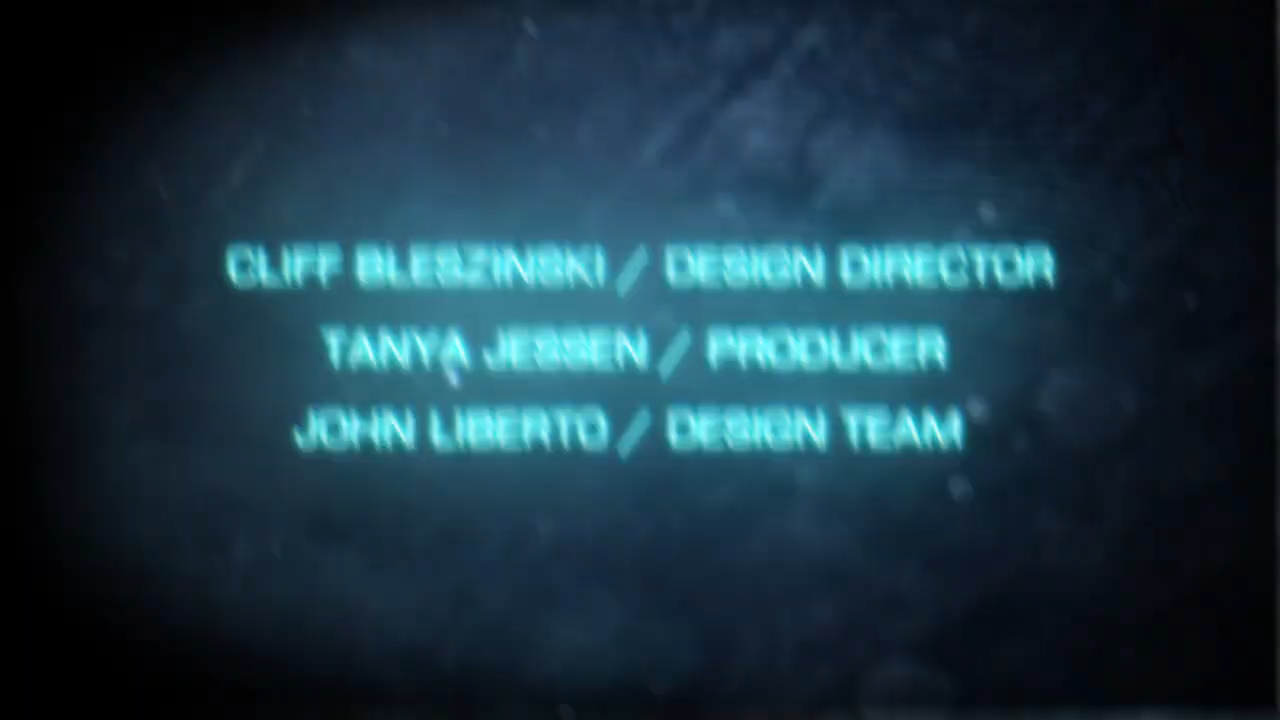 CLIFF BLESZINSKI / DESIGN DIRECTOR
TANYA JESSEN / PRODUCER
JOHN LIBERTO / DESIGN TEAM